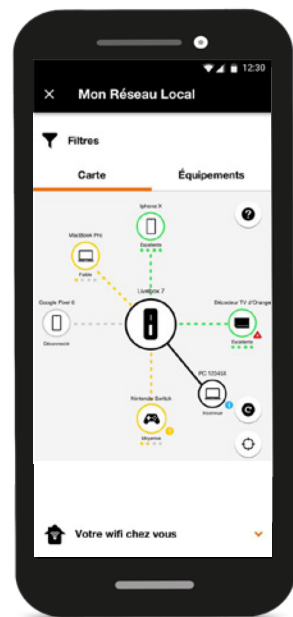 12:30
Mon Réseau Local
Filtres
Carte
Équipements
Iphone X
Excellente
MacBook Pro
Faible
Livebox 7
Google Pixel 6
Déconnecté
Décodeur TV d'Orange
Excellente
PC 123456
Inconnue
Nintendo Switch
Moyenne
Votre wifi chez vous